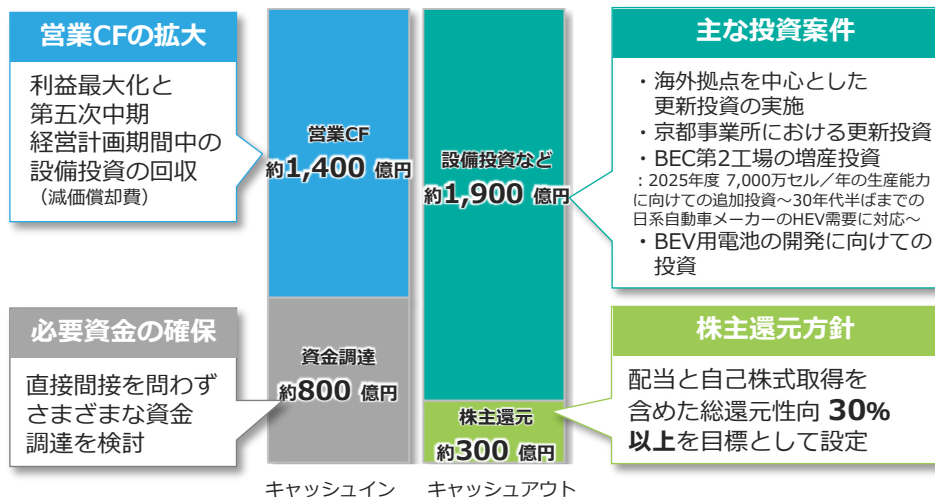 営業CFの拡大
利益最大化と
第五次中期
経営計画期間中の
設備投資の回収
（減価償却費）
必要資金の確保
直接間接を問わず
さまざまな資金
調達を検討
営業CF
約1,400 億円
資金調達
約800 億円
キャッシュイン
設備投資など
約1,900 億円
株主還元
約300 億円
キャッシュアウト
主な投資案件
・海外拠点を中心とした
更新投資の実施
・京都事業所における更新投資
・BEC第2工場の増産投資
：2025年度 7,000万セル／年の生産能力
に向けての追加投資～30年代半ばまでの
日系自動車メーカーのHEV需要に対応～
・BEV用電池の開発に向けての
投資
株主還元方針
配当と自己株式取得を
含めた総還元性向 30%
以上を目標として設定